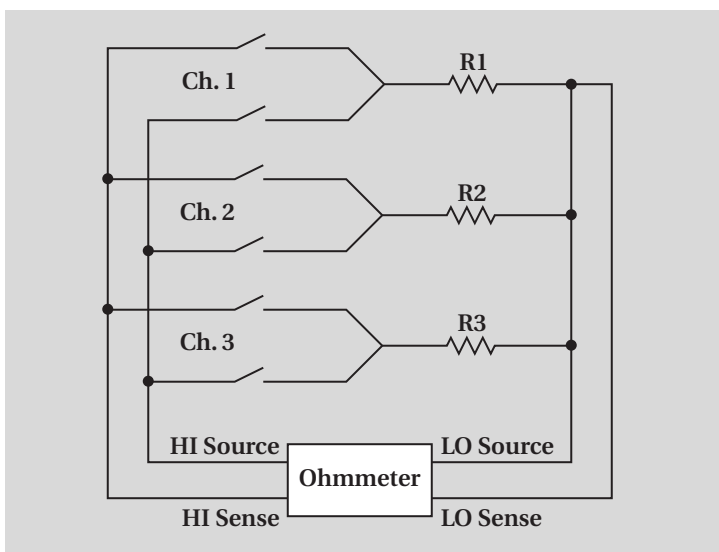 R1
Ch. 1
R2
Ch. 2
R3
Ch. 3
HI Source
LO Source
Ohmmeter
HI Sense
LO Sense